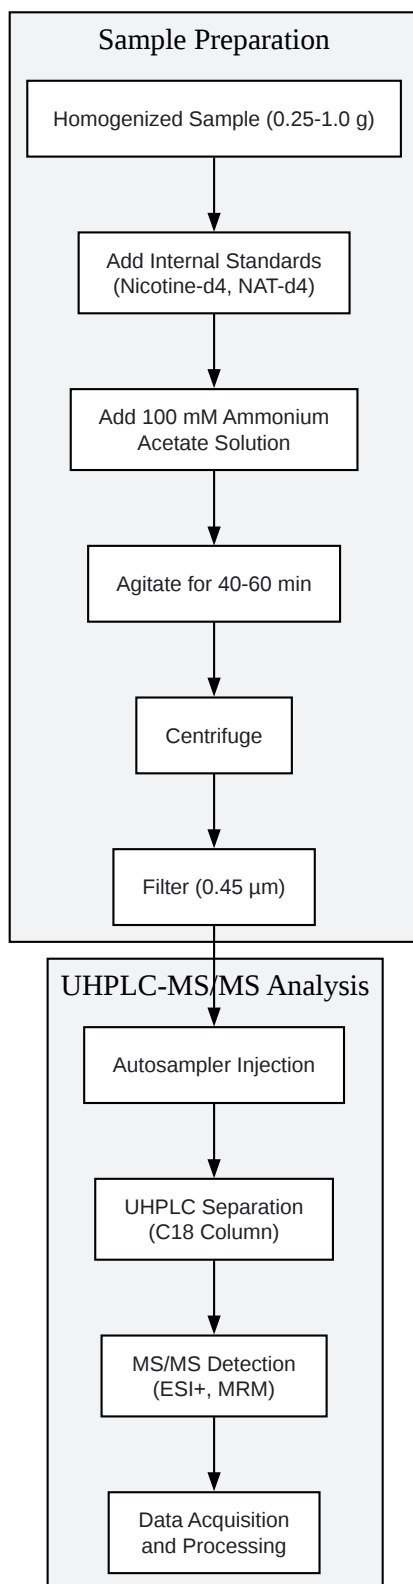 Sample Preparation
Homogenized Sample (0.25-1.0 g)
Add Internal Standards
(Nicotine-d4, NAT-d4)
Add 100 mM Ammonium
Acetate Solution
Agitate for 40-60 min
Centrifuge
Filter (0.45 µm)
UHPLC-MS/MS Analysis
Autosampler Injection
UHPLC Separation
(C18 Column)
MS/MS Detection
(ESI+, MRM)
Data Acquisition
and Processing